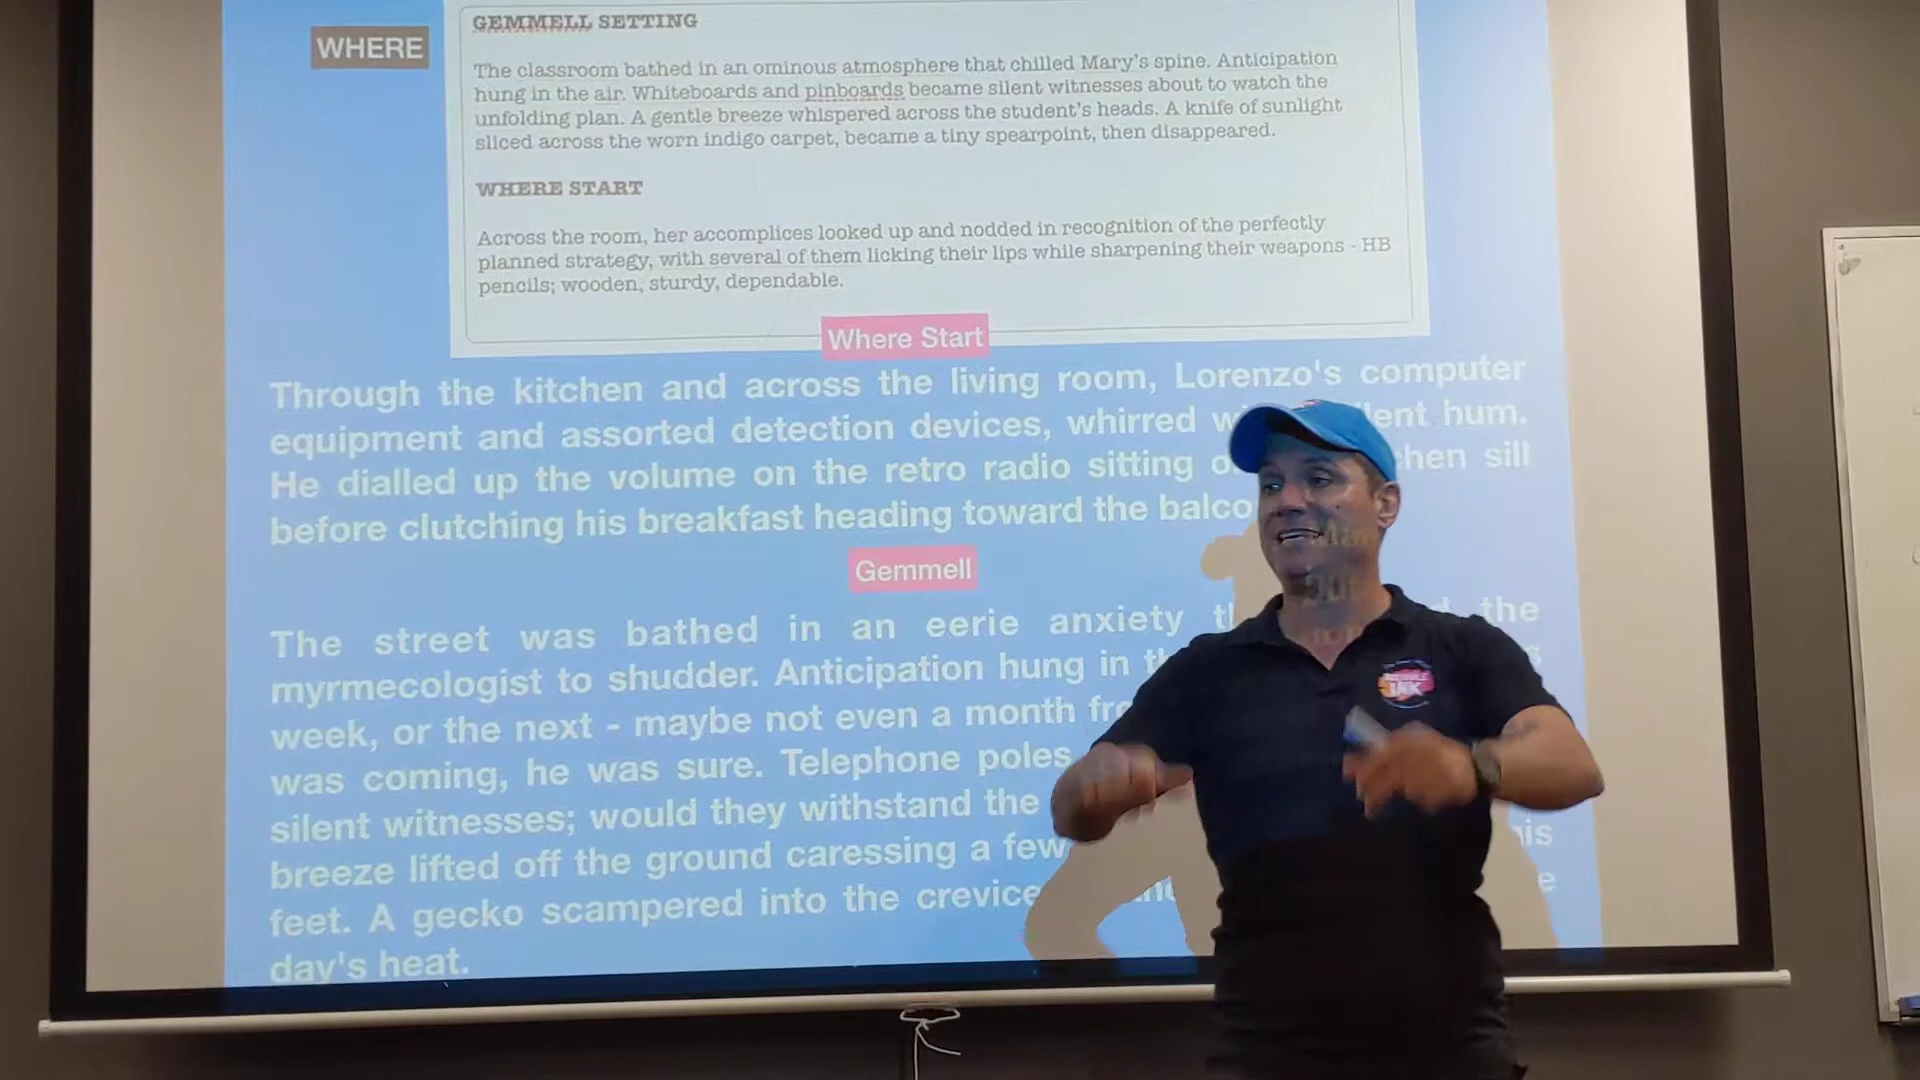 WHERE
GEMMELL SETTING
The classroom bathed in an ominous atmosphere that chilled Mary's spine. Anticipation
hung in the air. Whiteboards and pinboards became silent witnesses about to watch the
unfolding plan. A gentle breeze whispered across the student's heads. A knife of sunlight
sliced across the worn indigo carpet, became a tiny spearpoint, then disappeared.
WHERE START
Across the room, her accomplices looked up and nodded in recognition of the perfectly
planned strategy, with several of them licking their lips while sharpening their weapons - HB
pencils; wooden, sturdy, dependable.
Where Start
Through the kitchen and across the living room, Lorenzo's computer
equipment and assorted detection devices, whirred hum.
He dialled up the volume on the retro radio sitting sill
before clutching his breakfast heading toward the
Gemmell
The street was bathed in an eerie anxiety the
myrmecologist to shudder. Anticipation hung in
week, or the next - maybe not even a month
was coming, he was sure. Telephone poles
silent witnesses; would they withstand the
breeze lifted off the ground caressing a few
feet. A gecko scampered into the
day's heat.
INK